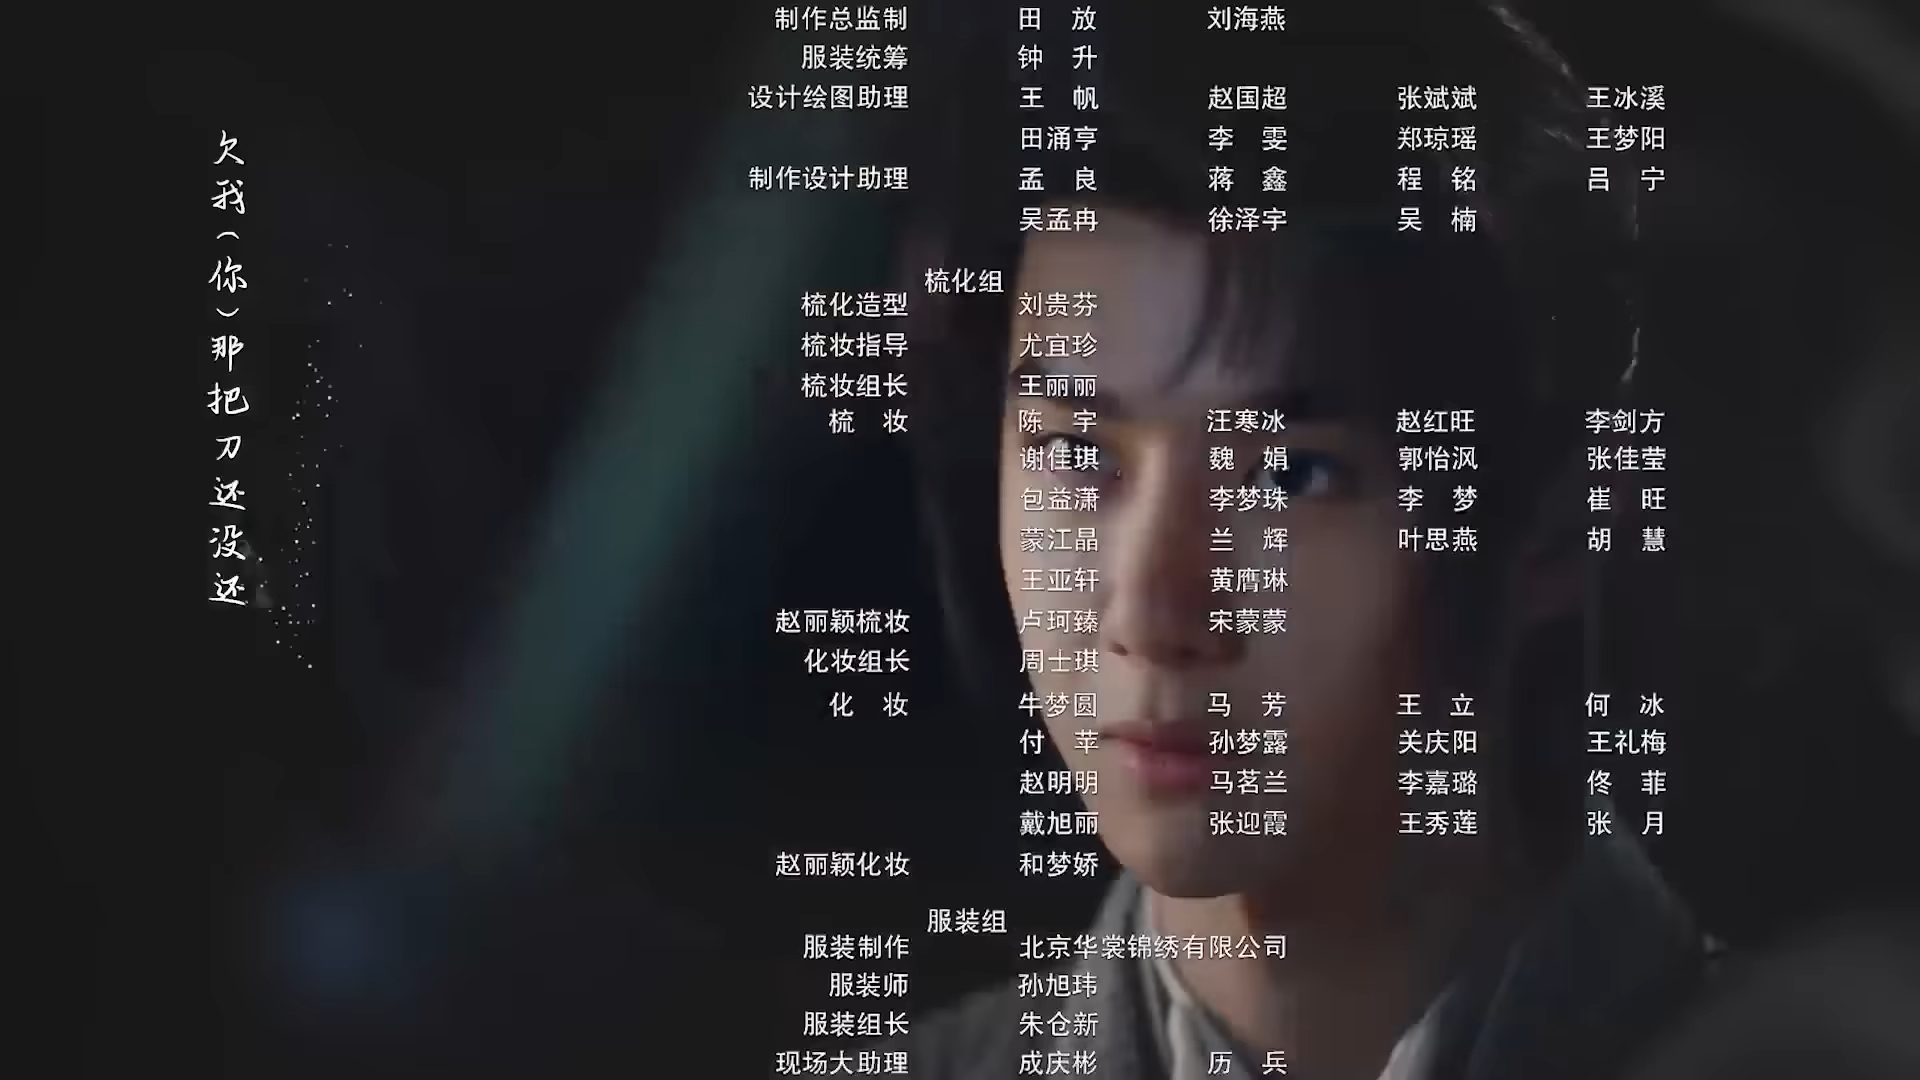 欠我（你）那把刀还没还
制作总监制 田 放 刘海燕
服装统筹 钟 升
设计绘图助理 王 帆 赵国超 张斌斌 王冰溪
田涌亨 李 雯 郑琼瑶 王梦阳
制作设计助理 孟 良 蒋 鑫 程 铭 吕 宁
吴孟冉 徐泽宇 吴 楠
梳化组
梳化造型 刘贵芬
梳妆指导 尤宜珍
梳妆组长 王丽丽
梳 妆 陈 宇 汪寒冰 赵红旺 李剑方
谢佳琪 魏 娟 郭怡沨 张佳莹
包益潇 李梦珠 李 梦 崔 旺
蒙江晶 兰 辉 叶思燕 胡 慧
王亚轩 黄膺琳
赵丽颖梳妆 卢珂臻 宋蒙蒙
化妆组长 周士琪
化 妆 牛梦圆 马 芳 王 立 何 冰
付 苹 孙梦露 关庆阳 王礼梅
赵明明 马茗兰 李嘉璐 佟 菲
戴旭丽 张迎霞 王秀莲 张 月
赵丽颖化妆 和梦娇
服装组
服装制作 北京华裳锦绣有限公司
服装师 孙旭玮
服装组长 朱仓新
现场大助理 成庆彬 历 兵